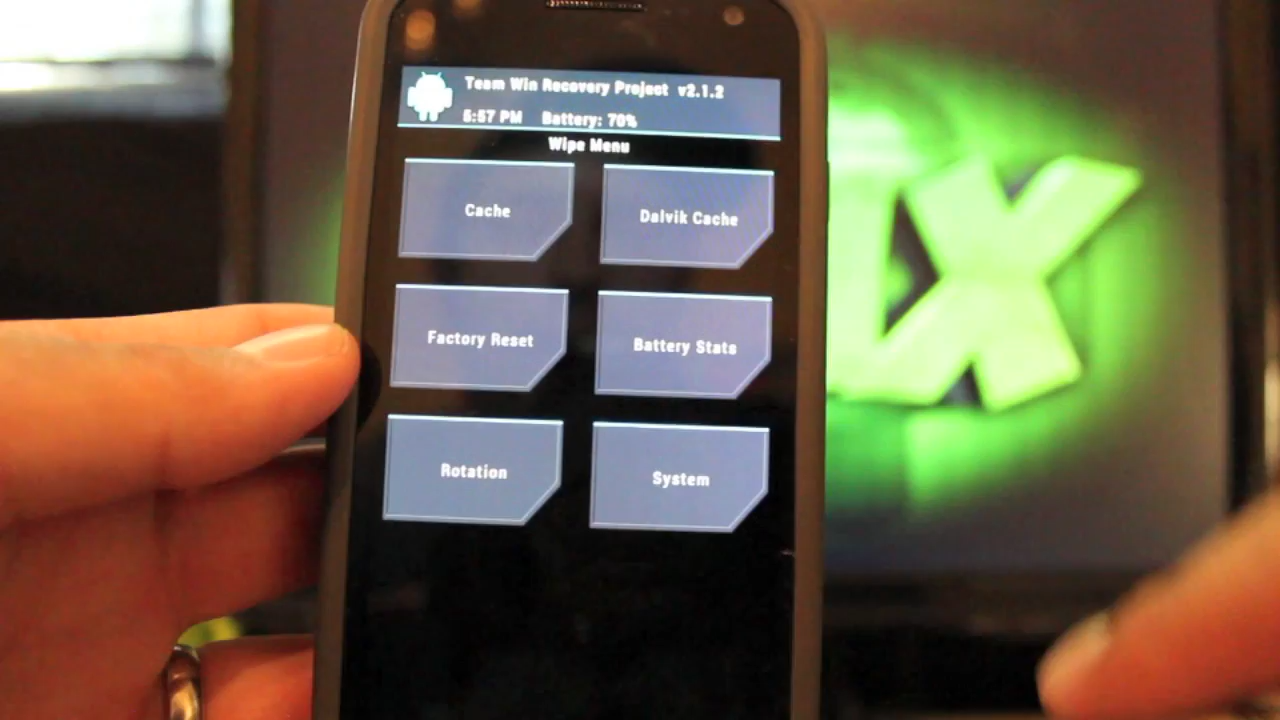 Team Win Recovery Project v2.1.2
5:57 PM Battery: 70%
Wipe Menu
Cache Dalvik Cache
Factory Reset Battery Stats
Rotation System
X